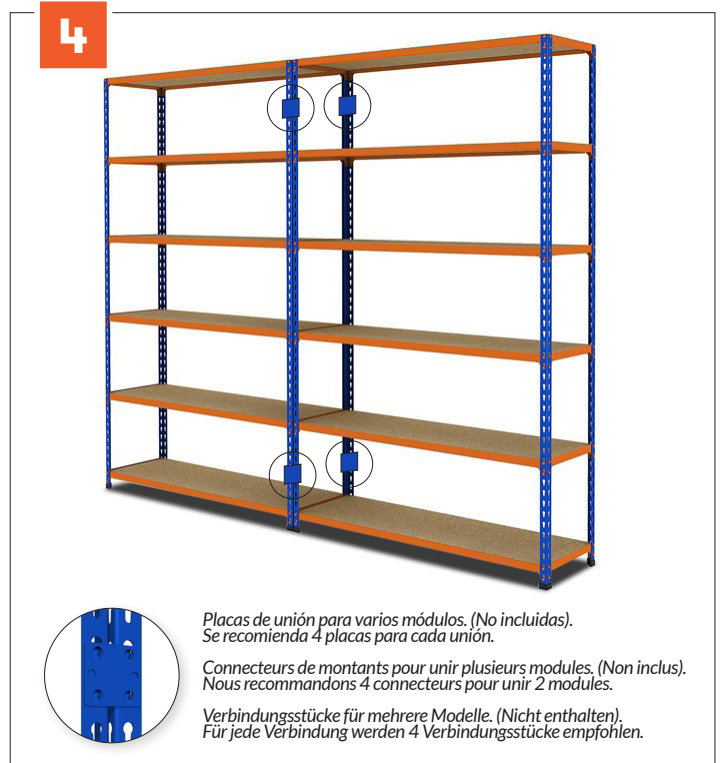 4
Placas de unión para varios módulos. (No incluidas).
Se recomienda 4 placas para cada unión.
Connecteurs de montants pour unir plusieurs modules. (Non inclus).
Nous recommandons 4 connecteurs pour unir 2 modules.
Verbindungsstücke für mehrere Modelle. (Nicht enthalten).
Für jede Verbindung werden 4 Verbindungsstücke empfohlen.